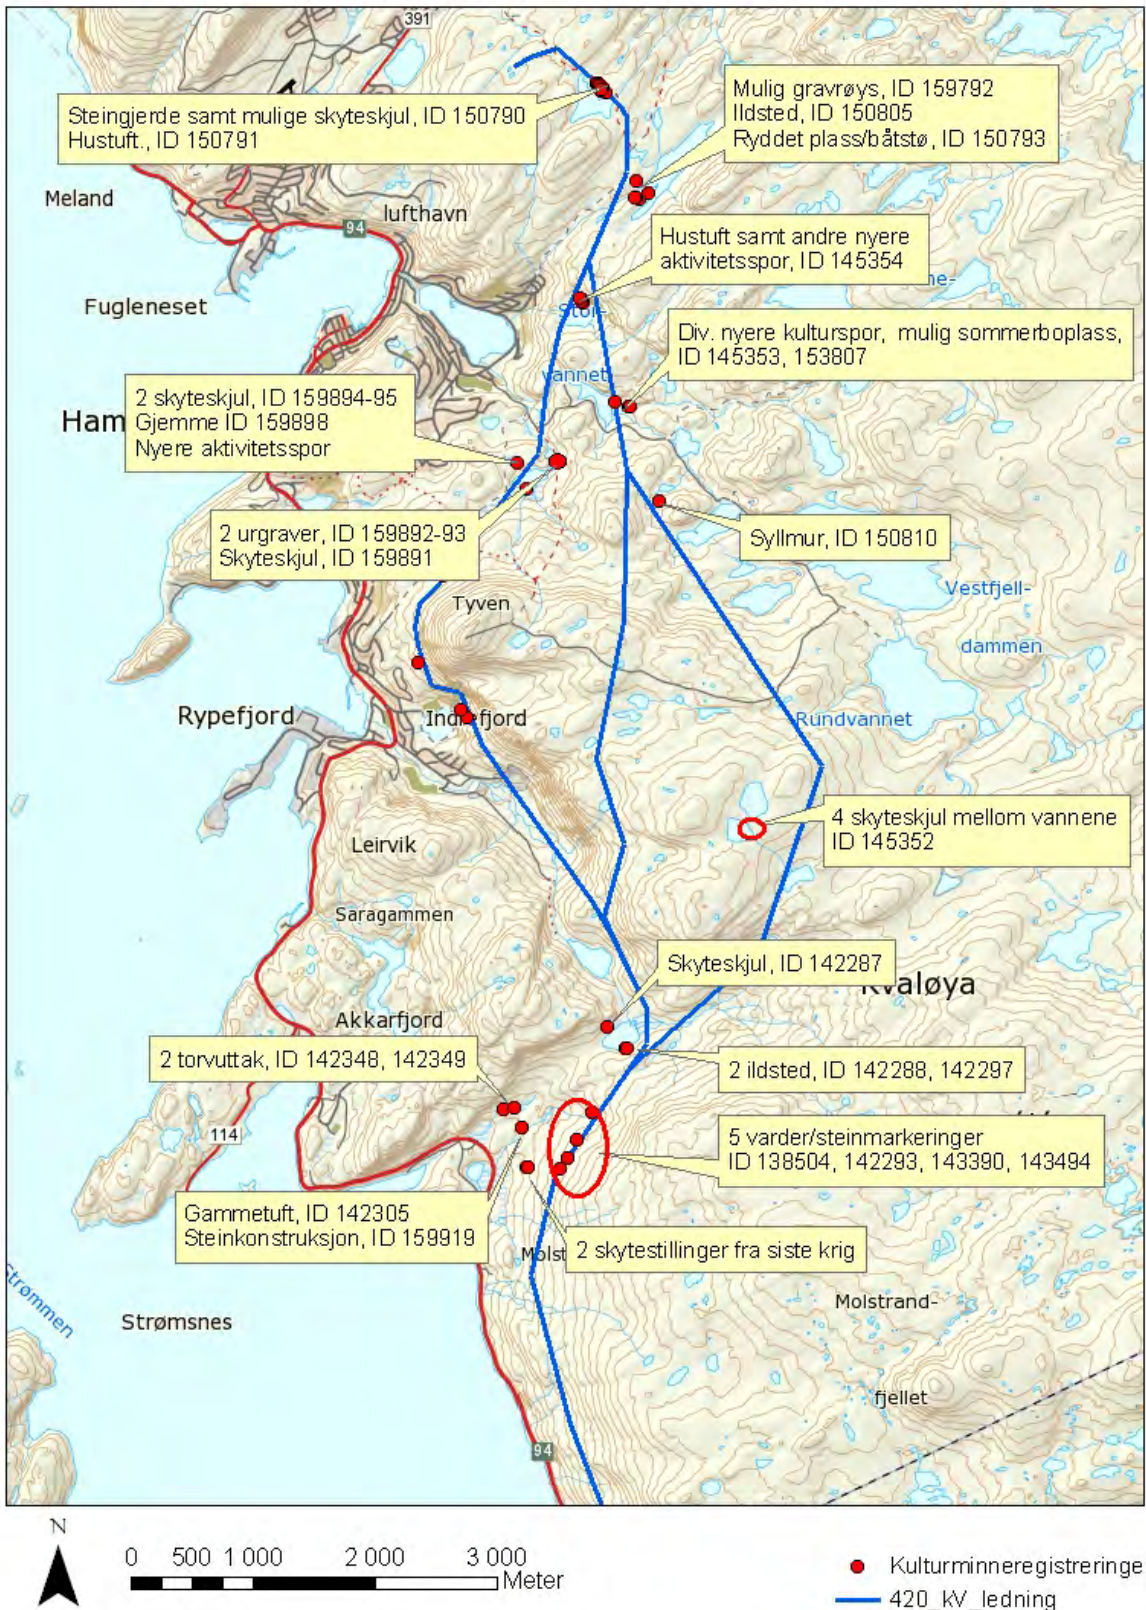 391
Steingjerde samt mulige skyteskjul, ID 150790
Hustuft., ID 150791
Mulig gravrøys, ID 159792
Ildsted, ID 150805
Ryddet plass/båtstø, ID 150793
Meland
lufthavn
94
Hustuft samt andre nyere
aktivitetsspor, ID 145354
ne-
Fugleneset
Stor-
Div. nyere kulturspor, mulig sommerboplass,
ID 145353, 153807
vannet
2 skyteskjul, ID 159894-95
Gjemme ID 159898
Nyere aktivitetsspor
Ham
2 urgraver, ID 159892-93
Skyteskjul, ID 159891
Syllmur, ID 150810
Vestfjell-
dammen
Tyven
Rypefjord
Indrefjord
Rundvannet
4 skyteskjul mellom vannene
ID 145352
Leirvik
Saragammen
Skyteskjul, ID 142287
Kvaløya
Akkarfjord
2 torvuttak, ID 142348, 142349
2 ildsted, ID 142288, 142297
114
5 varder/steinmarkeringer
ID 138504, 142293, 143390, 143494
Gammetuft, ID 142305
Steinkonstruksjon, ID 159919
2 skytestillinger fra siste krig
Molst
Strømmen
Strømsnes
Molstrand-
fjellet
94
N
0 500 1 000 2 000 3 000
Meter
Kulturminneregistreringe
420_kV_ledning